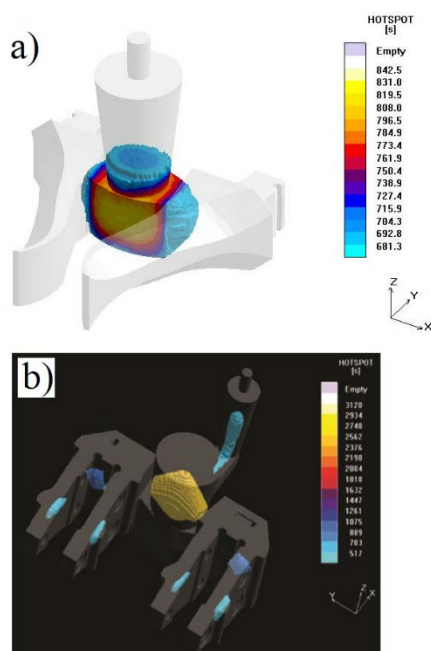 a)
HOTSPOT
[s]
Empty
842.5
831.0
819.5
808.0
796.5
784.9
773.4
761.9
750.4
738.9
727.4
715.9
704.3
692.8
681.3
Z
Y
X
b)
HOTSPOT
[s]
Empty
3120
2934
2748
2562
2376
2190
2004
1818
1632
1447
1261
1075
889
703
517
Z
Y
X